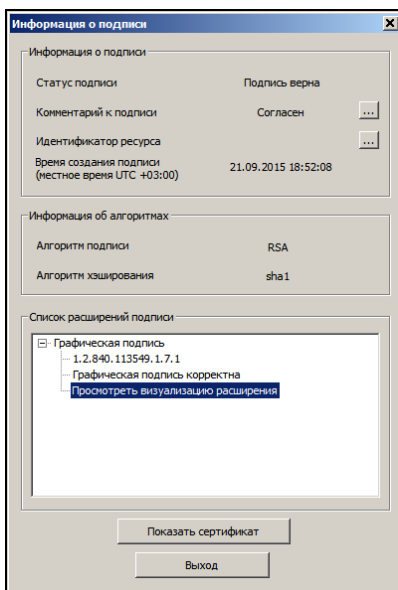 Информация о подписи
Информация о подписи
Статус подписи Подпись верна
Комментарий к подписи Согласен ...
Идентификатор ресурса ...
Время создания подписи
(местное время UTC +03:00) 21.09.2015 18:52:08
Информация об алгоритмах
Алгоритм подписи RSA
Алгоритм хэширования sha1
Список расширений подписи
Графическая подпись
1.2.840.113549.1.7.1
Графическая подпись корректна
Просмотреть визуализацию расширения
Показать сертификат
Выход